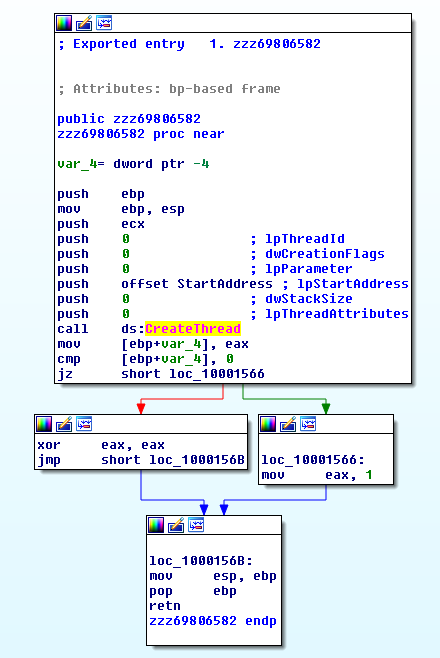 ; Exported entry   1. zzz69806582
; Attributes: bp-based frame
public zzz69806582
zzz69806582 proc near
var_4= dword ptr -4
push    ebp
mov     ebp, esp
push    ecx
push    0               ; lpThreadId
push    0               ; dwCreationFlags
push    0               ; lpParameter
push    offset StartAddress ; lpStartAddress
push    0               ; dwStackSize
push    0               ; lpThreadAttributes
call    ds:CreateThread
mov     [ebp+var_4], eax
cmp     [ebp+var_4], 0
jz      short loc_10001566
xor     eax, eax
jmp     short loc_1000156B
loc_10001566:
mov     eax, 1
loc_1000156B:
mov     esp, ebp
pop     ebp
retn
zzz69806582 endp